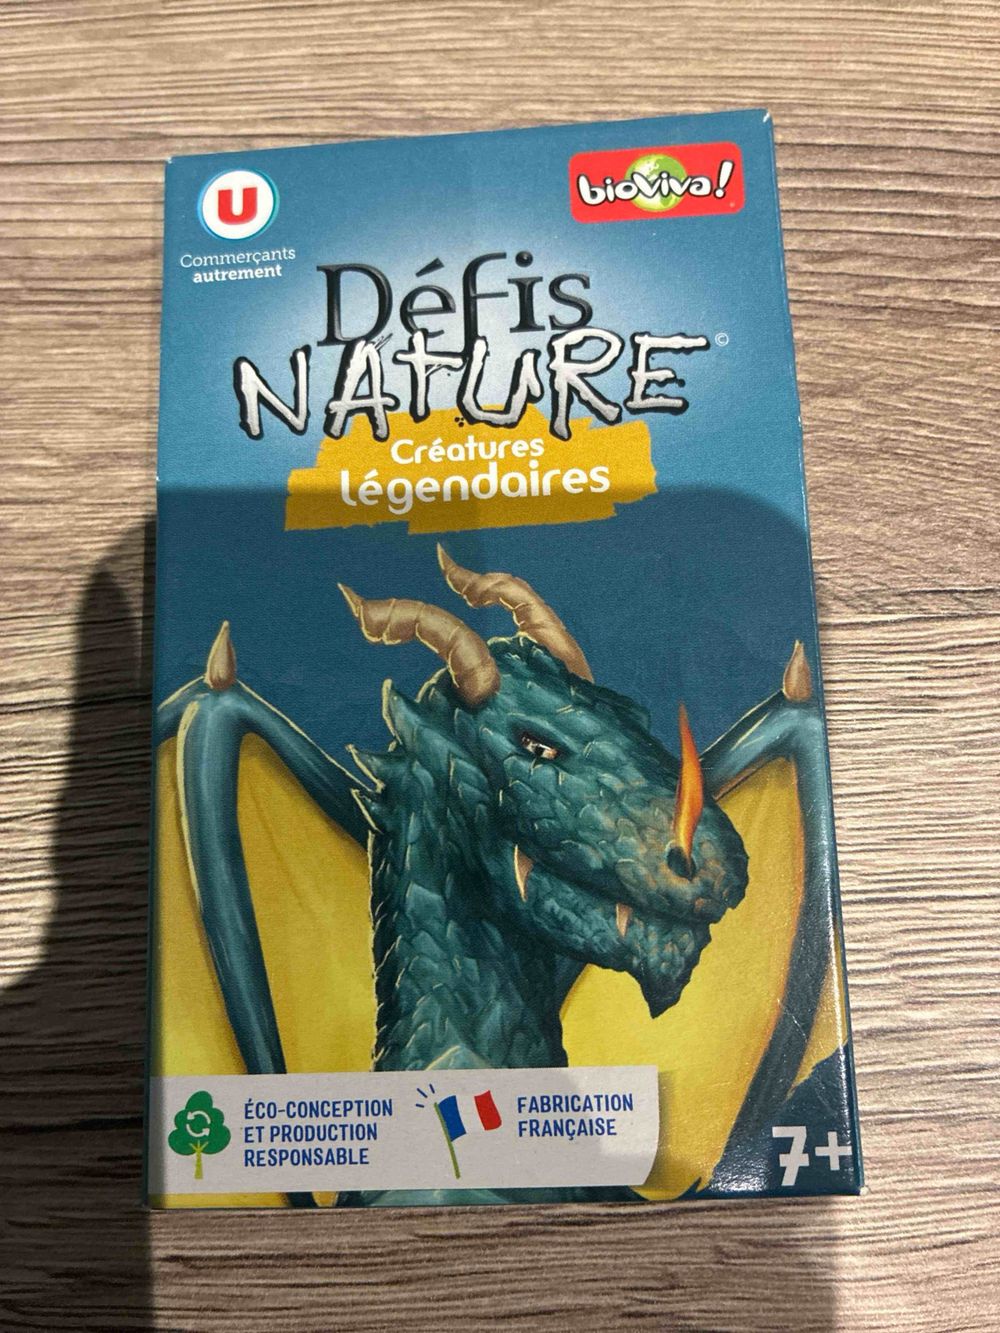 U
Commerçants
autrement
bioviva!
Défis
NATURE©
Créatures
légendaires
ÉCO-CONCEPTION
ET PRODUCTION
RESPONSABLE
FABRICATION
FRANÇAISE
7+